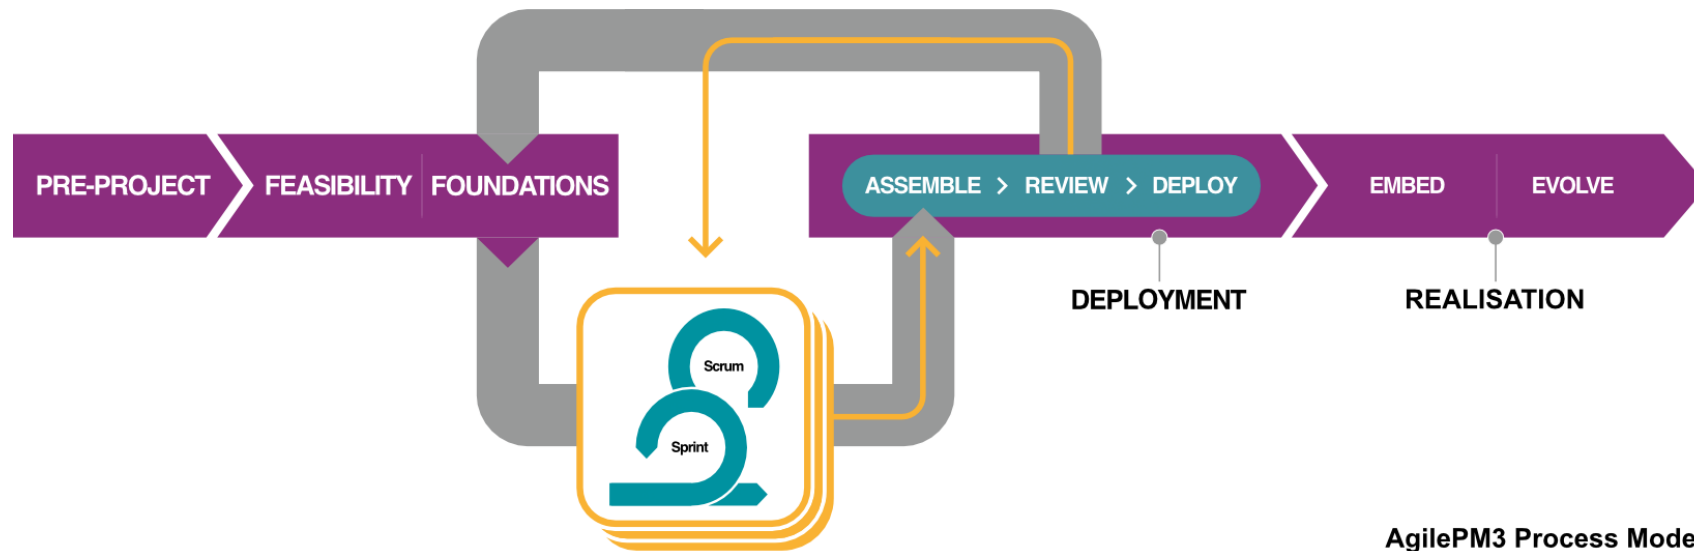 PRE-PROJECT
FEASIBILITY
FOUNDATIONS
ASSEMBLE > REVIEW > DEPLOY
EMBED
EVOLVE
DEPLOYMENT
REALISATION
Scrum
Sprint
AgilePM3 Process Mode